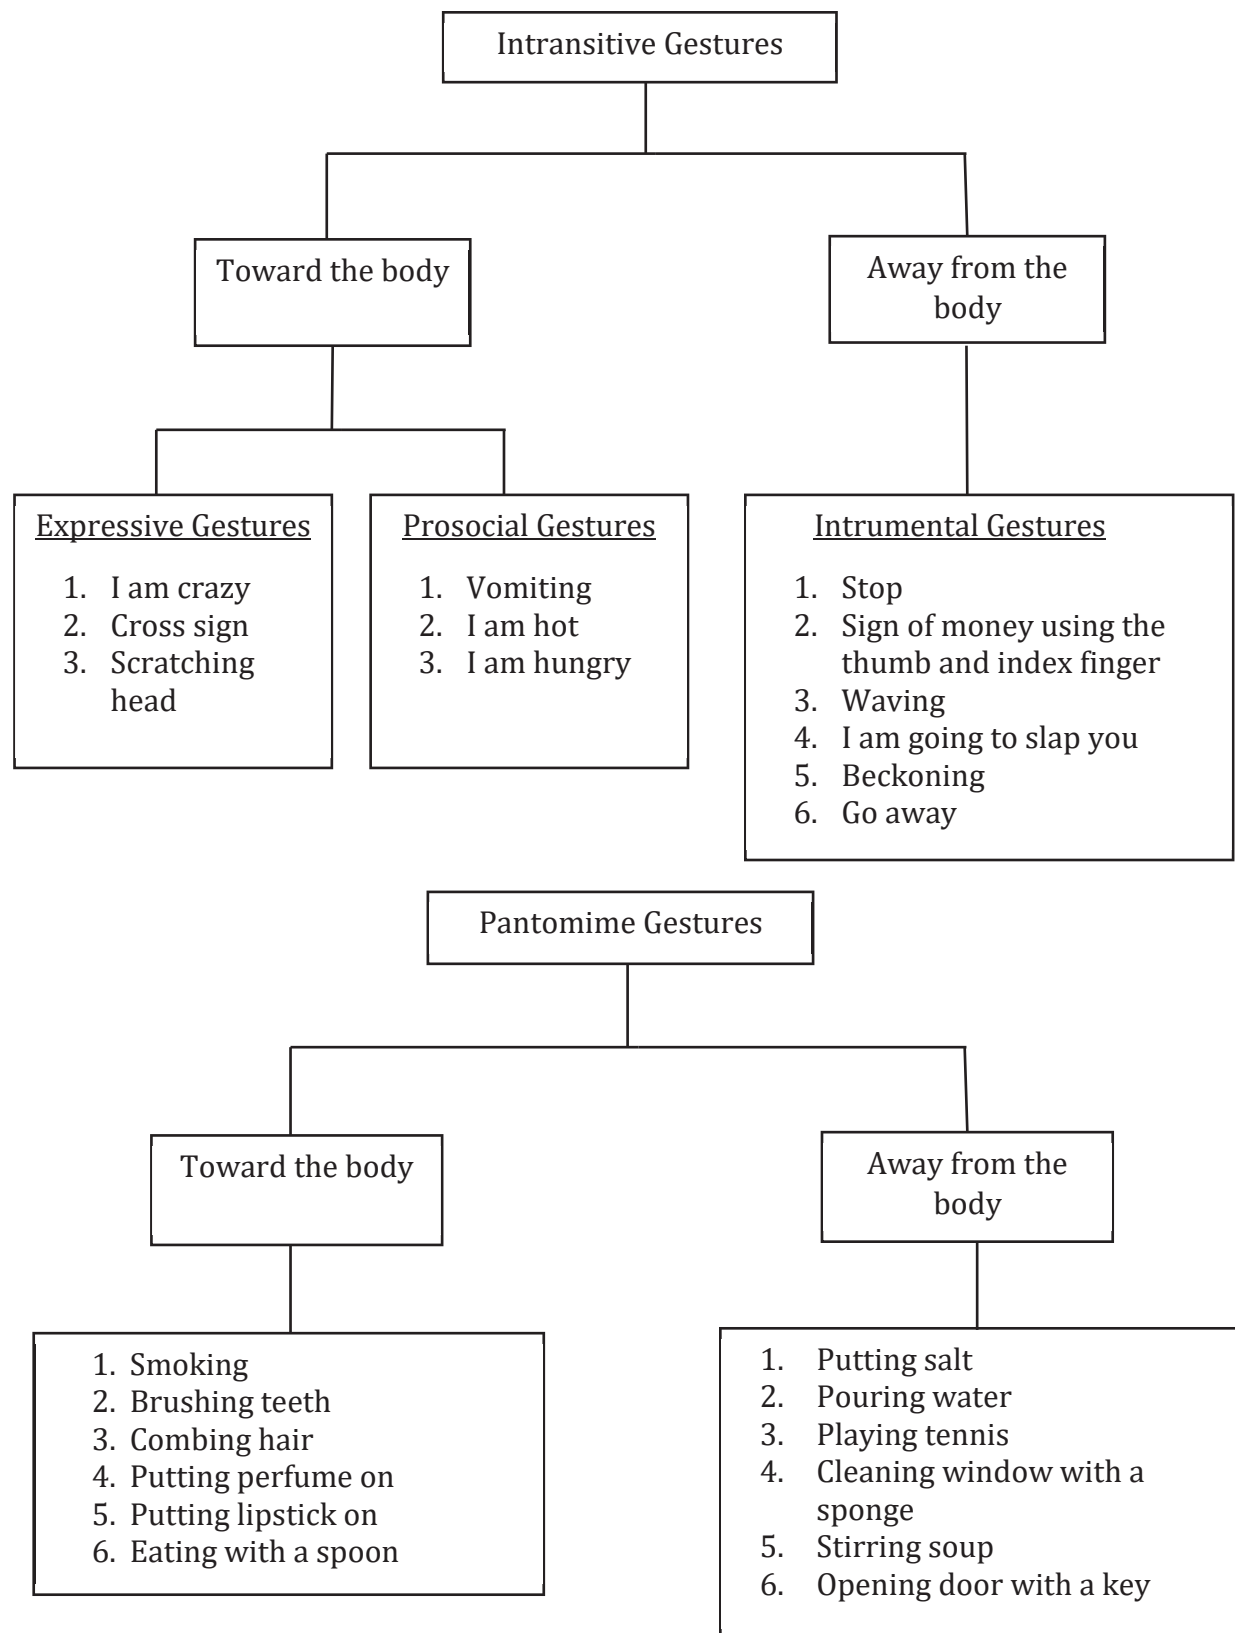 Intransitive Gestures
Toward the body
Away from the
body
Expressive Gestures
1. I am crazy
2. Cross sign
3. Scratching
head
Prosocial Gestures
1. Vomiting
2. I am hot
3. I am hungry
Intrumental Gestures
1. Stop
2. Sign of money using the
thumb and index finger
3. Waving
4. I am going to slap you
5. Beckoning
6. Go away
Pantomime Gestures
Toward the body
Away from the
body
1. Smoking
2. Brushing teeth
3. Combing hair
4. Putting perfume on
5. Putting lipstick on
6. Eating with a spoon
1. Putting salt
2. Pouring water
3. Playing tennis
4. Cleaning window with a
sponge
5. Stirring soup
6. Opening door with a key